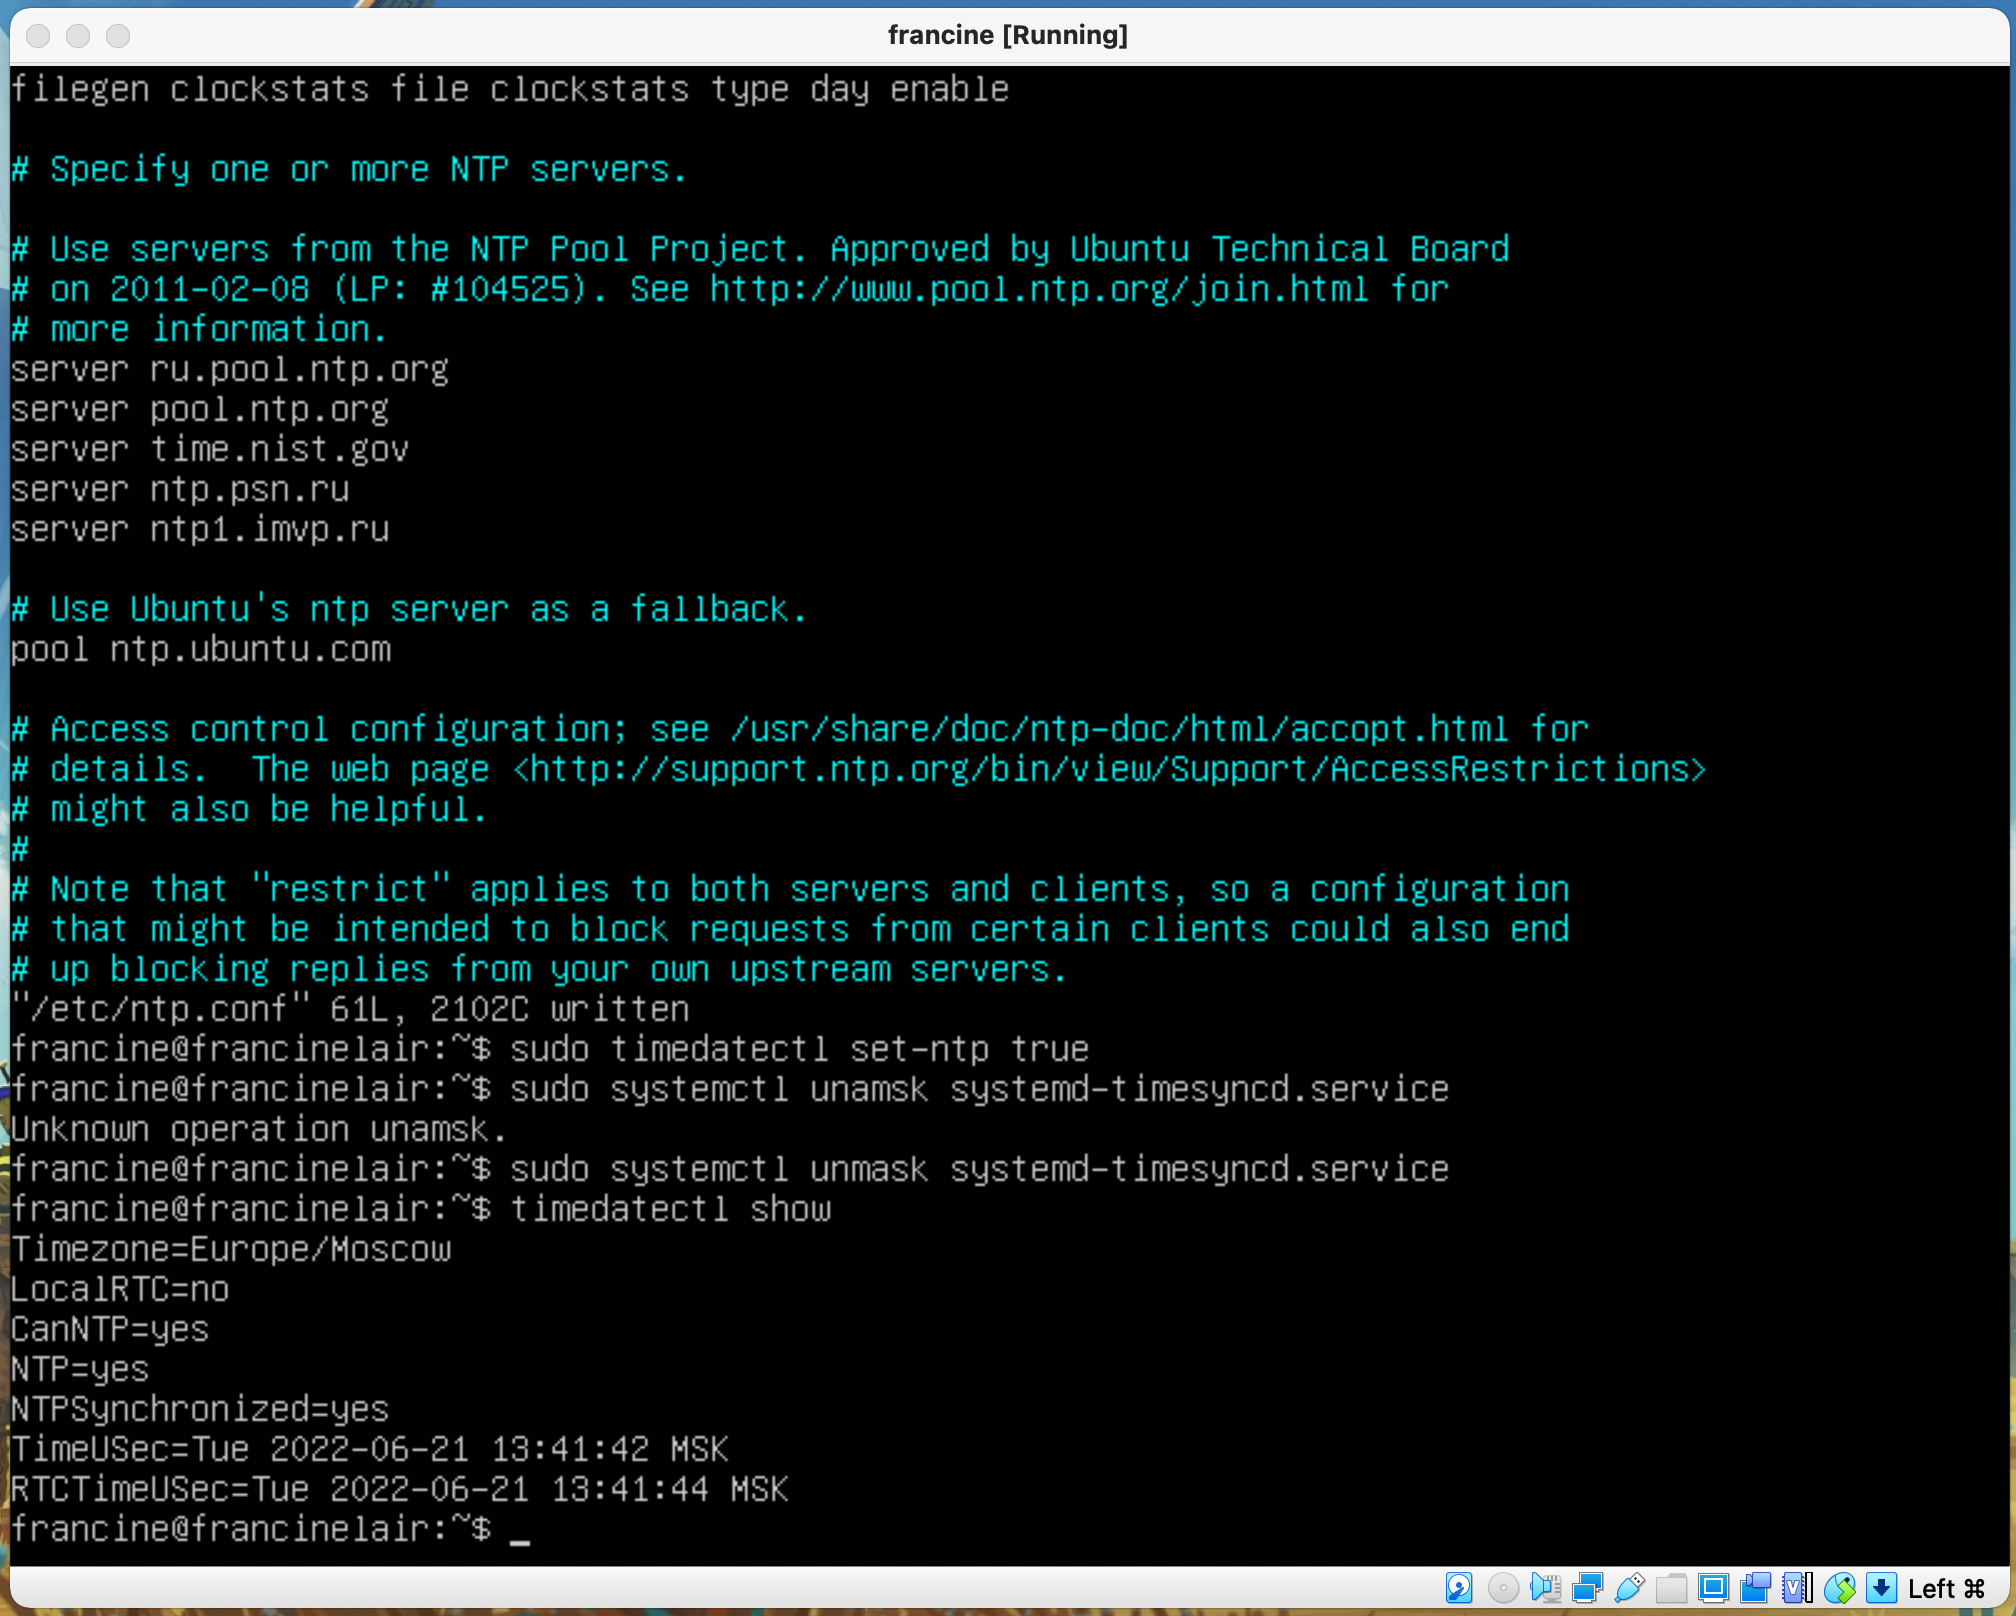 francine [Running]
filegen clockstats file clockstats type day enable
# Specify one or more NTP servers.
# Use servers from the NTP Pool Project. Approved by Ubuntu Technical Board
# on 2011-02-08 (LP: #104525). See http://www.pool.ntp.org/join.html for
# more information.
server ru.pool.ntp.org
server pool.ntp.org
server time.nist.gov
server ntp.psn.ru
server ntp1.imvp.ru
# Use Ubuntu's ntp server as a fallback.
pool ntp.ubuntu.com
# Access control configuration; see /usr/share/doc/ntp-doc/html/accopt.html for
# details.  The web page <http://support.ntp.org/bin/view/Support/AccessRestrictions>
# might also be helpful.
#
# Note that "restrict" applies to both servers and clients, so a configuration
# that might be intended to block requests from certain clients could also end
# up blocking replies from your own upstream servers.
"/etc/ntp.conf" 61L, 2102C written
francine@francinelair:~$ sudo timedatectl set-ntp true
francine@francinelair:~$ sudo systemctl unamsk systemd-timesyncd.service
Unknown operation unamsk.
francine@francinelair:~$ sudo systemctl unmask systemd-timesyncd.service
francine@francinelair:~$ timedatectl show
Timezone=Europe/Moscow
LocalRTC=no
CanNTP=yes
NTP=yes
NTPSynchronized=yes
TimeUSec=Tue 2022-06-21 13:41:42 MSK
RTCTimeUSec=Tue 2022-06-21 13:41:44 MSK
francine@francinelair:~$ _
Left ⌘